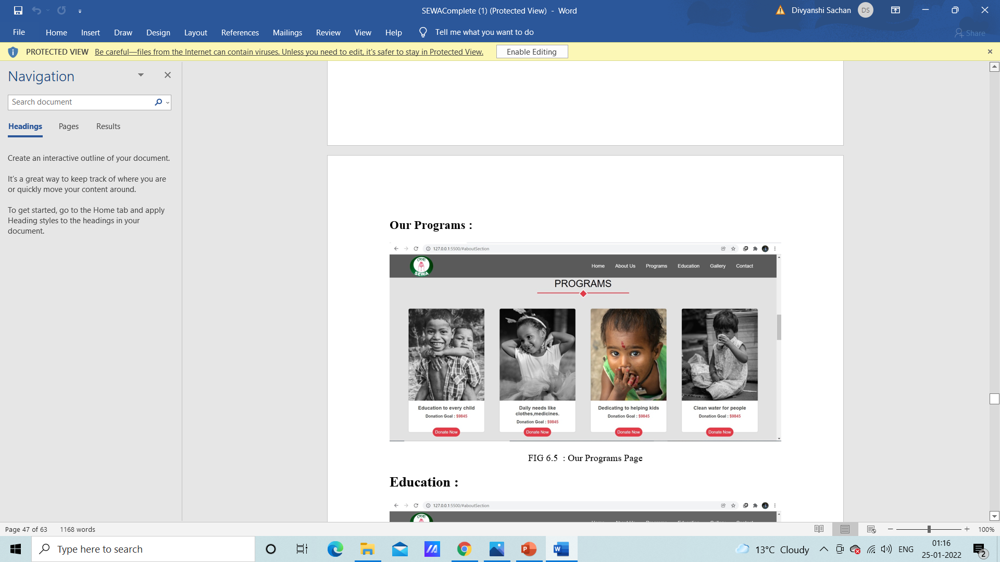 SEWAComplete (1) (Protected View) - Word
Divyanshi Sachan
DS
File Home Insert Draw Design Layout References Mailings Review View Help Tell me what you want to do
Share
PROTECTED VIEW Be careful—files from the Internet can contain viruses. Unless you need to edit, it's safer to stay in Protected View. Enable Editing
Navigation
Search document
Headings Pages Results
Create an interactive outline of your document.
It's a great way to keep track of where you are
or quickly move your content around.
To get started, go to the Home tab and apply
Heading styles to the headings in your
document.
Our Programs :
127.0.0.1:5500/#aboutSection
সেবা
SEWA
Home About Us Programs Education Gallery Contact
PROGRAMS
Education to every child
Donation Goal : $9845
Donate Now
Daily needs like
clothes,medicines.
Donation Goal : $9845
Donate Now
Dedicating to helping kids
Donation Goal : $9845
Donate Now
Clean water for people
Donation Goal : $9845
Donate Now
FIG 6.5 : Our Programs Page
Education :
127.0.0.1:5500/#aboutSection
সেবা
Page 47 of 63 1168 words
100%
Type here to search
13°C Cloudy
ENG
01:16
25-01-2022
2